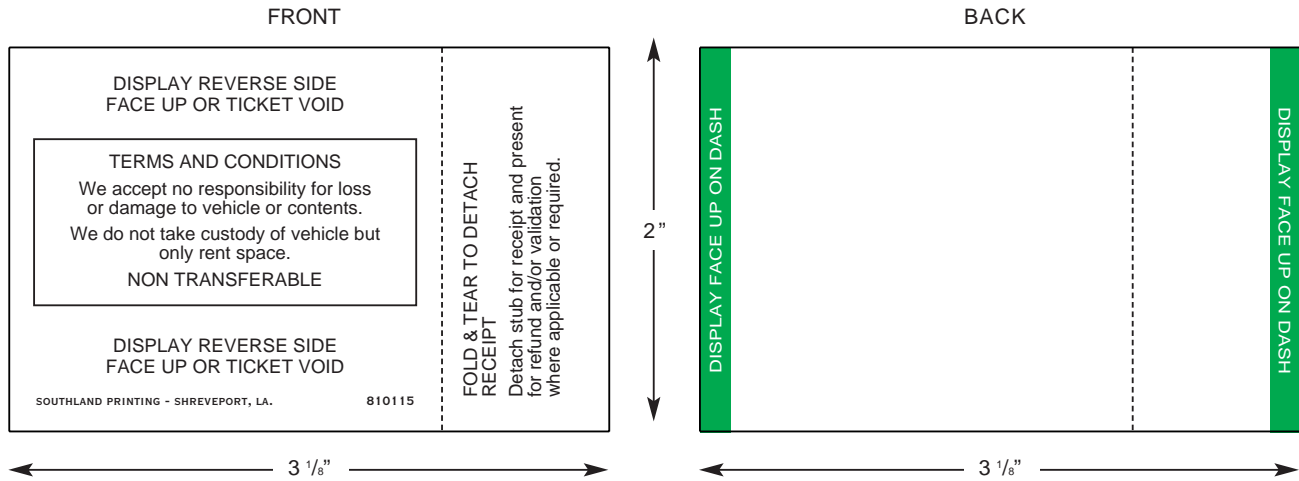 FRONT
DISPLAY REVERSE SIDE
FACE UP OR TICKET VOID
TERMS AND CONDITIONS
We accept no responsibility for loss
or damage to vehicle or contents.
We do not take custody of vehicle but
only rent space.
NON TRANSFERABLE
DISPLAY REVERSE SIDE
FACE UP OR TICKET VOID
SOUTHLAND PRINTING - SHREVEPORT, LA. 810115
FOLD & TEAR TO DETACH
RECEIPT
Detach stub for receipt and present
for refund and/or validation
where applicable or required.
3 1/8"
2"
BACK
DISPLAY FACE UP ON DASH
DISPLAY FACE UP ON DASH
3 1/8"